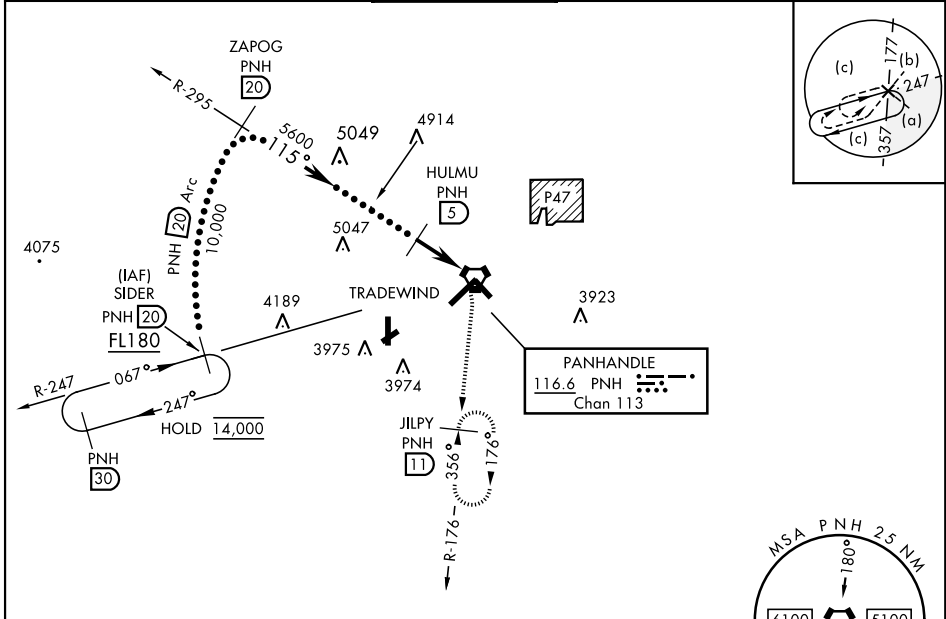 ZAPOG
PNH
20
R-295
5600
115°
5049
4914
HULMU
PNH
5
P47
(c)
177
(b)
247
(a)
(c)
357
PNH 20 Arc
10,000
5047
4075
(IAF)
SIDER
PNH 20
FL180
4189
TRADEWIND
3923
3975
3974
R-247
067°
247°
HOLD 14,000
PNH
30
PANHANDLE
116.6 PNH
Chan 113
JILPY
PNH
11
356°
176°
R-176
MSA PNH 25 NM
180°
6100
5100